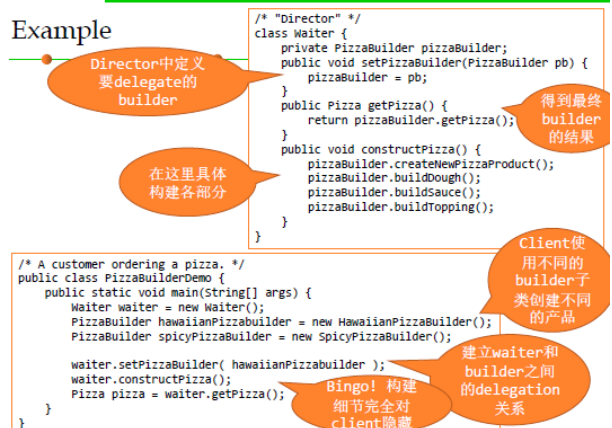 Example
/* "Director" */
class Waiter {
private PizzaBuilder pizzaBuilder;
public void setPizzaBuilder(PizzaBuilder pb) {
pizzaBuilder = pb;
}
public Pizza getPizza() {
return pizzaBuilder.getPizza();
}
public void constructPizza() {
pizzaBuilder.createNewPizzaProduct();
pizzaBuilder.buildDough();
pizzaBuilder.buildSauce();
pizzaBuilder.buildTopping();
}
}
Director中定义
要delegate的
builder
得到最终
builder
的结果
在这里具体
构建各部分
/* A customer ordering a pizza. */
public class PizzaBuilderDemo {
public static void main(String[] args) {
Waiter waiter = new Waiter();
PizzaBuilder hawaiianPizzabuilder = new HawaiianPizzaBuilder();
PizzaBuilder spicyPizzaBuilder = new SpicyPizzaBuilder();
waiter.setPizzaBuilder( hawaiianPizzabuilder );
waiter.constructPizza();
Pizza pizza = waiter.getPizza();
}
}
Client使
用不同的
builder子
类创建不同
的产品
建立waiter和
builder之间
的delegation
关系
Bingo! 构建
细节完全对
client隐藏